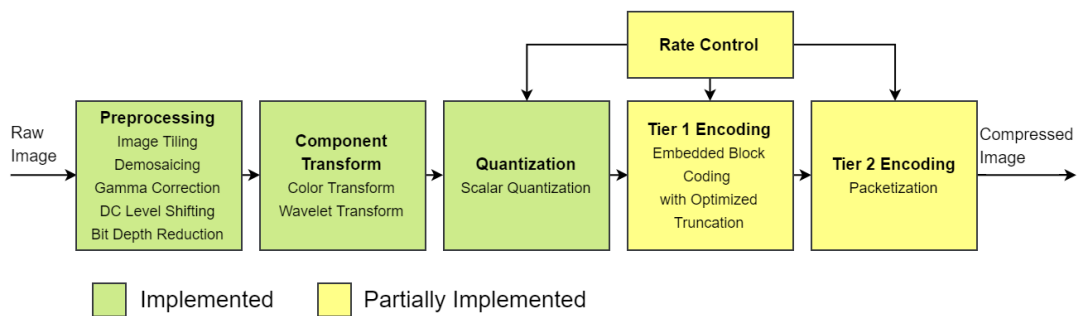 Rate Control
Raw
Image
Preprocessing
Image Tiling
Demosaicing
Gamma Correction
DC Level Shifting
Bit Depth Reduction
Component
Transform
Color Transform
Wavelet Transform
Quantization
Scalar Quantization
Tier 1 Encoding
Embedded Block
Coding
with Optimized
Truncation
Tier 2 Encoding
Packetization
Compressed
Image
Implemented
Partially Implemented